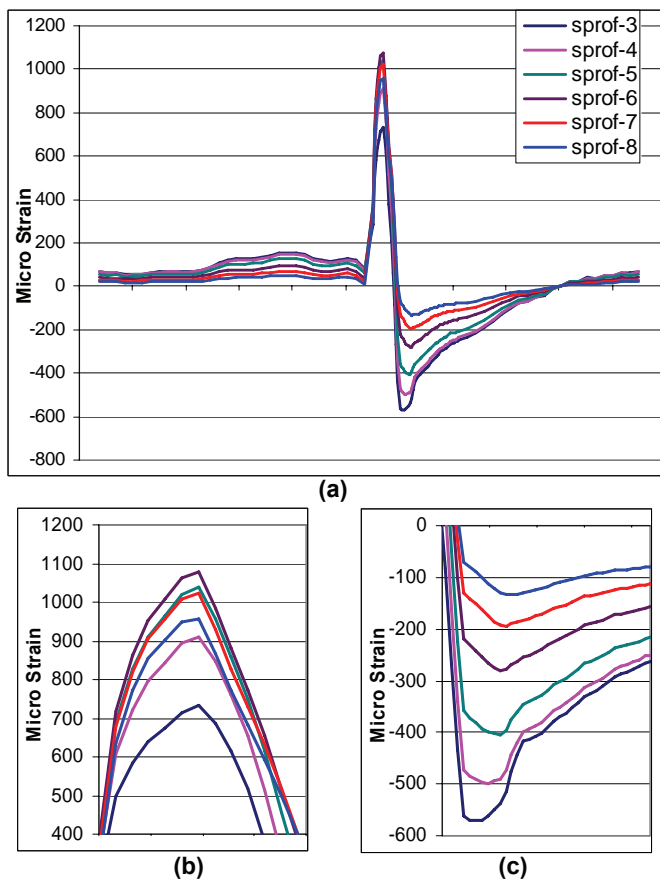 1200
1000
800
600
400
200
0
-200
-400
-600
-800
Micro Strain
sprof-3
sprof-4
sprof-5
sprof-6
sprof-7
sprof-8
(a)
1200
1100
1000
900
800
700
600
500
400
Micro Strain
(b)
0
-100
-200
-300
-400
-500
-600
Micro Strain
(c)